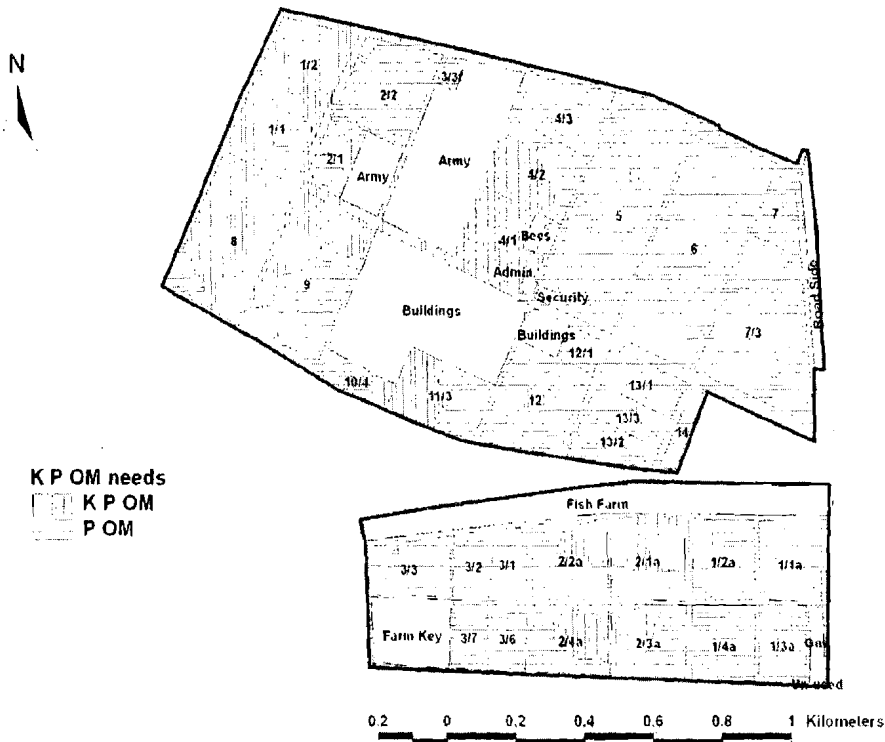 N
1/2
3/3
2/2
4/3
1/1
2/1
Army
Army
4/2
5
7
4/1
Bees
6
8
Admin
9
Security
Buildings
Buildings
Road Side
7/3
12/1
10/4
11/3
12
13/1
13/3
13/2
14
K P OM needs
K P OM
P OM
Fish Farm
3/3
3/2
3/1
2/2a
2/1a
1/2a
1/1a
Farm Key
3/7
3/6
2/4a
2/3a
1/4a
1/3a
0.2 0 0.2 0.4 0.6 0.8 1 Kilometers